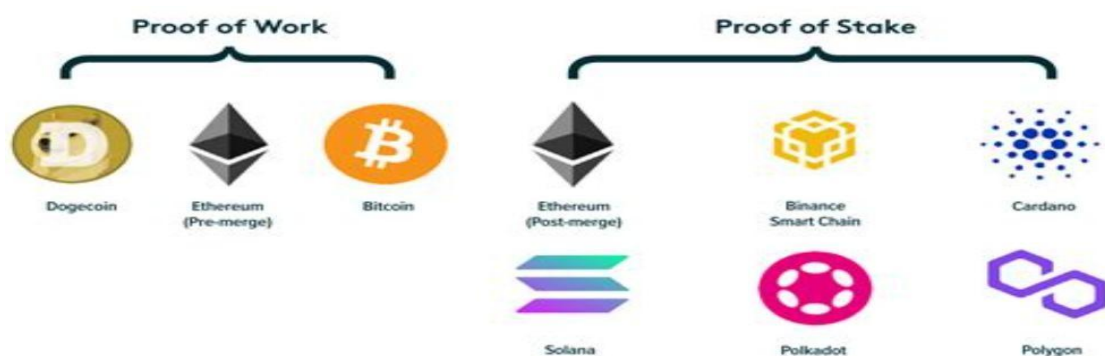 Proof of Work
Proof of Stake
Dogecoin
Ethereum
(Pre-merge)
Bitcoin
Ethereum
(Post-merge)
Binance
Smart Chain
Cardano
Solana
Polkadot
Polygon